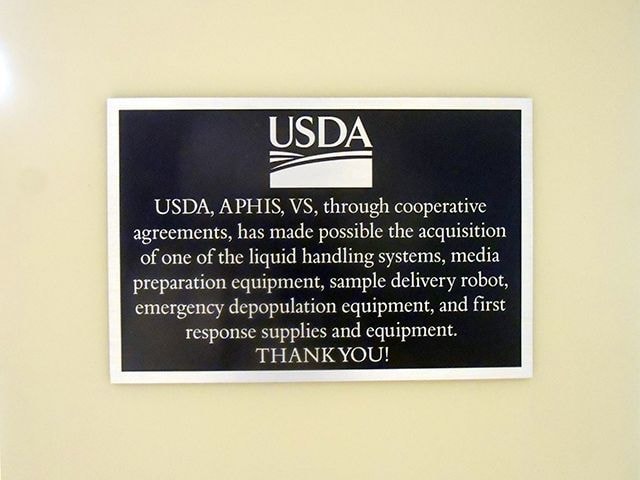 USDA
USDA, APHIS, VS, through cooperative
agreements, has made possible the acquisition
of one of the liquid handling systems, media
preparation equipment, sample delivery robot,
emergency depopulation equipment, and first
response supplies and equipment.
THANK YOU!